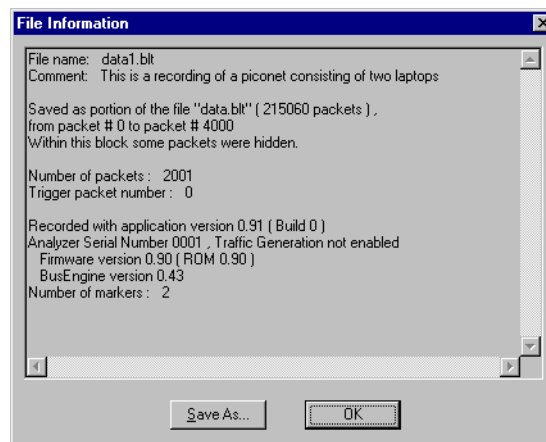 File Information
File name: data1.blt
Comment: This is a recording of a piconet consisting of two laptops
Saved as portion of the file "data.blt" ( 215060 packets ) ,
from packet # 0 to packet # 4000
Within this block some packets were hidden.
Number of packets : 2001
Trigger packet number : 0
Recorded with application version 0.91 ( Build 0 )
Analyzer Serial Number 0001 , Traffic Generation not enabled
Firmware version 0.90 ( ROM 0.90 )
BusEngine version 0.43
Number of markers : 2
Save As...
OK